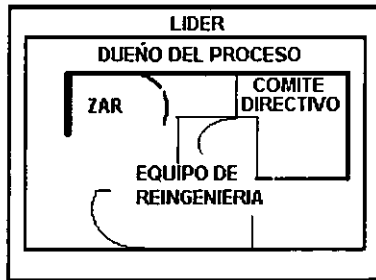 LIDER
DUEÑO DEL PROCESO
ZAR
COMITE
DIRECTIVO
EQUIPO DE
REINGENIERIA